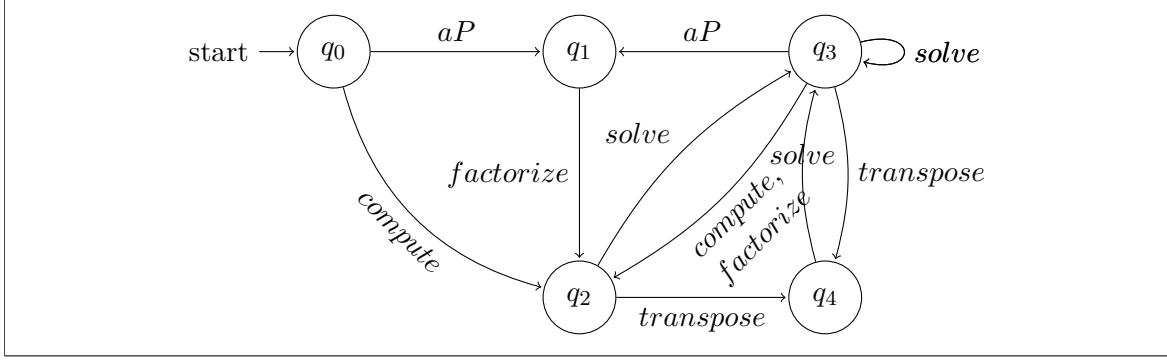 start
q0
aP
q1
aP
q3
solve
solve
solve
factorize
transpose
compute
compute,
factorize
q2
transpose
q4